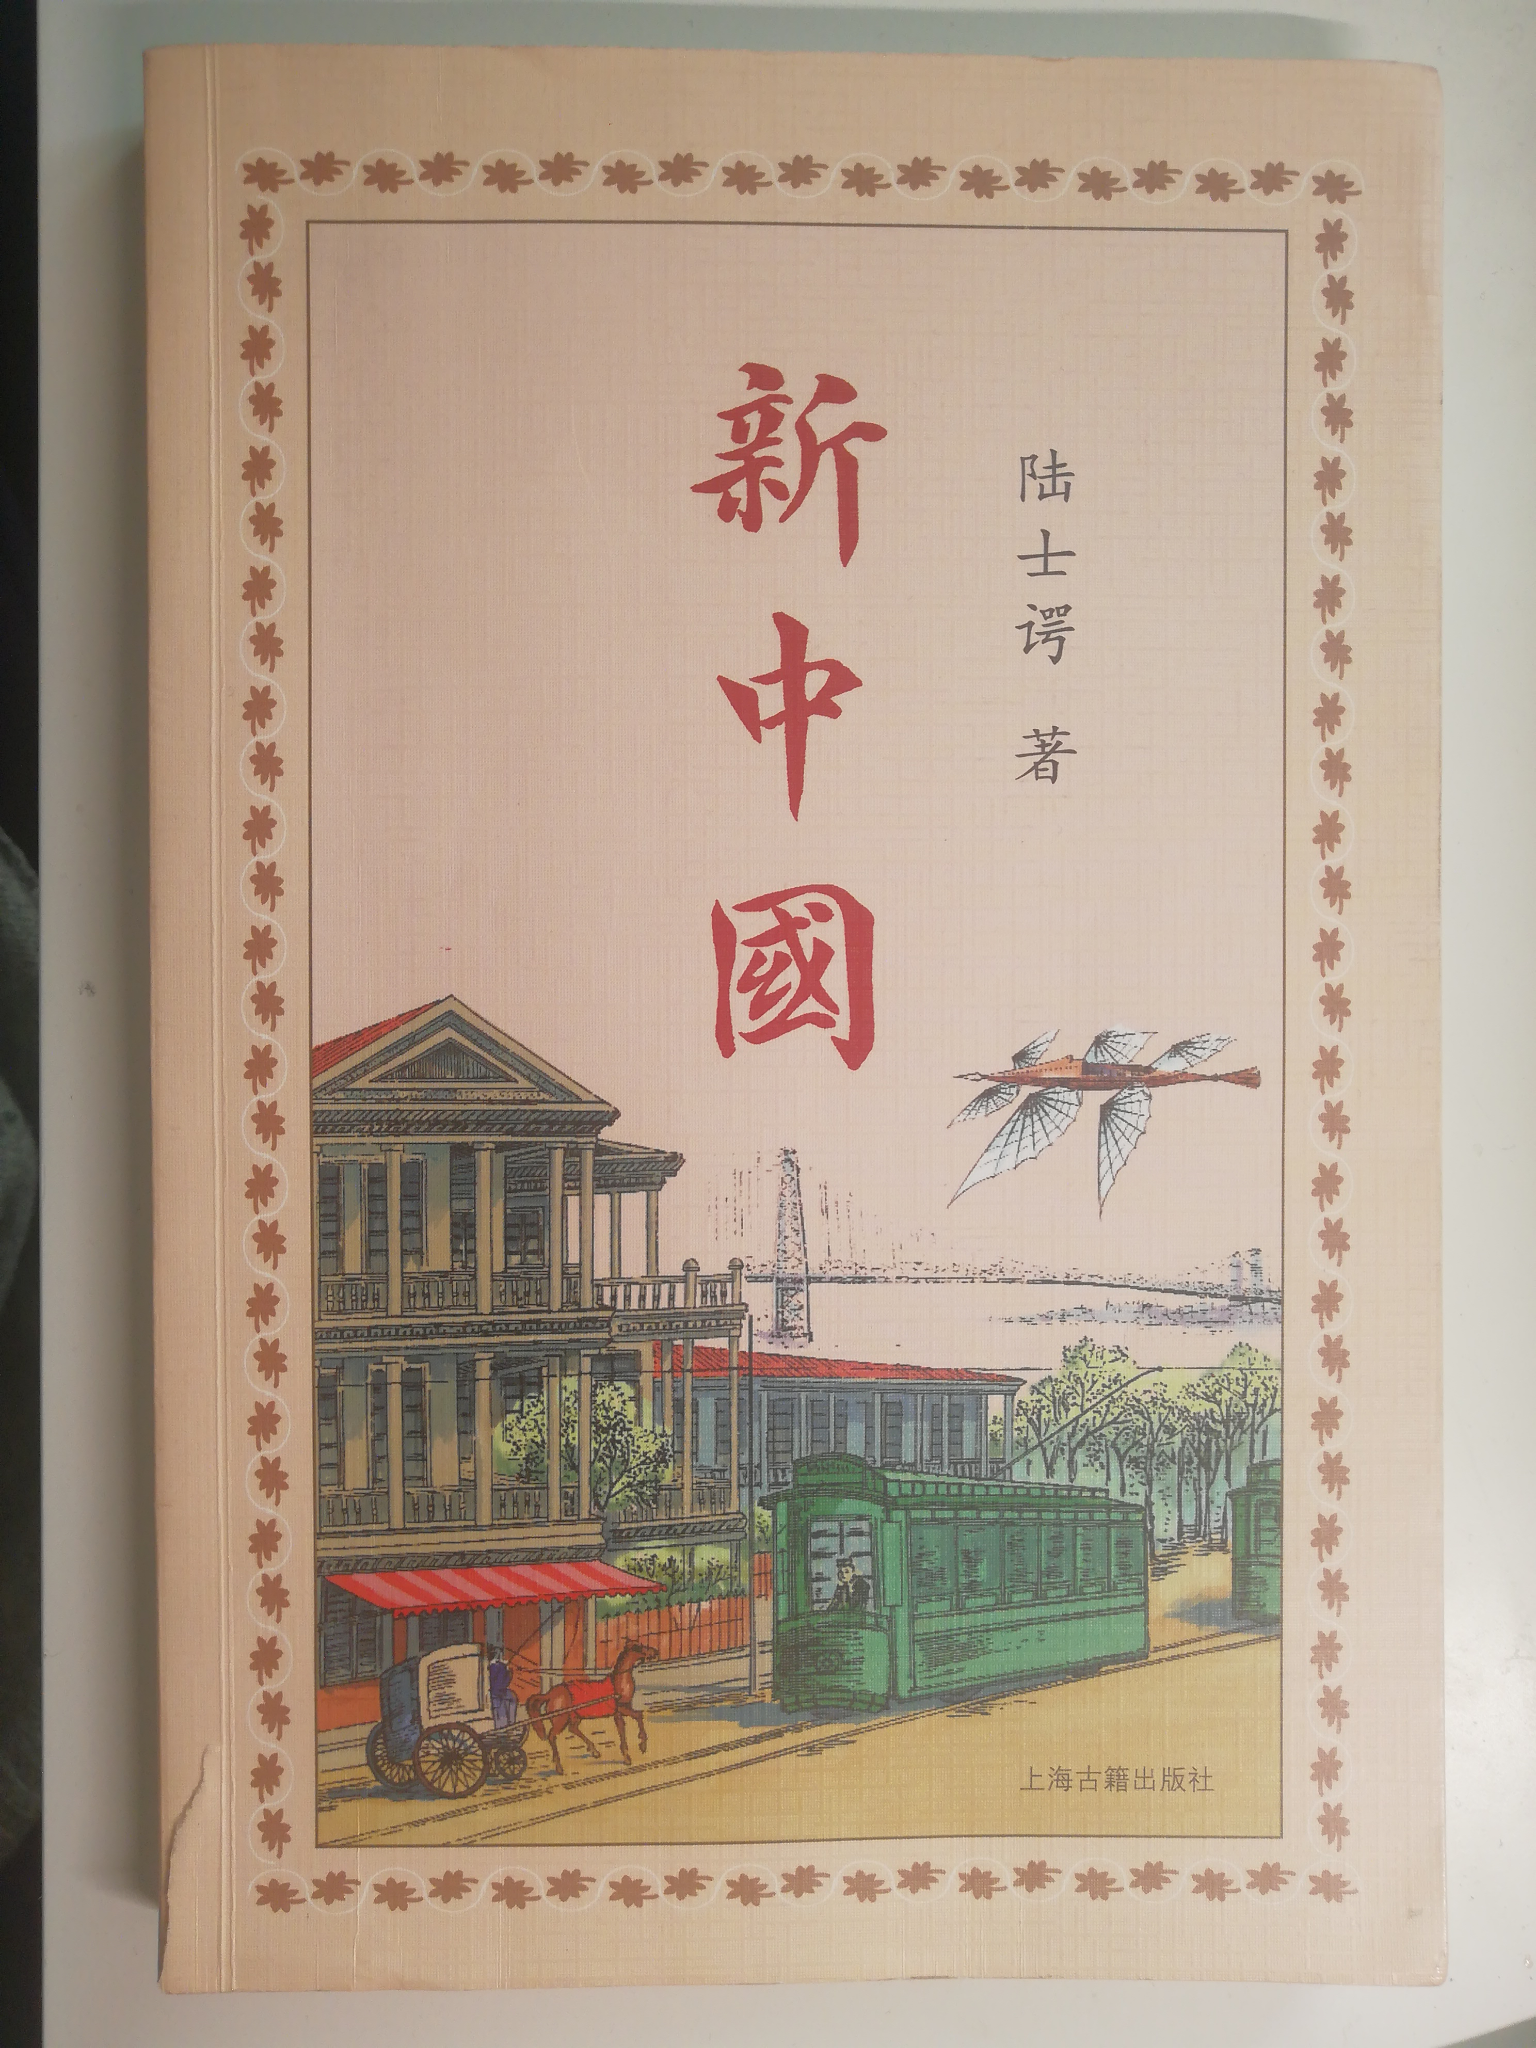 陆士谔 著
新中國
上海古籍出版社